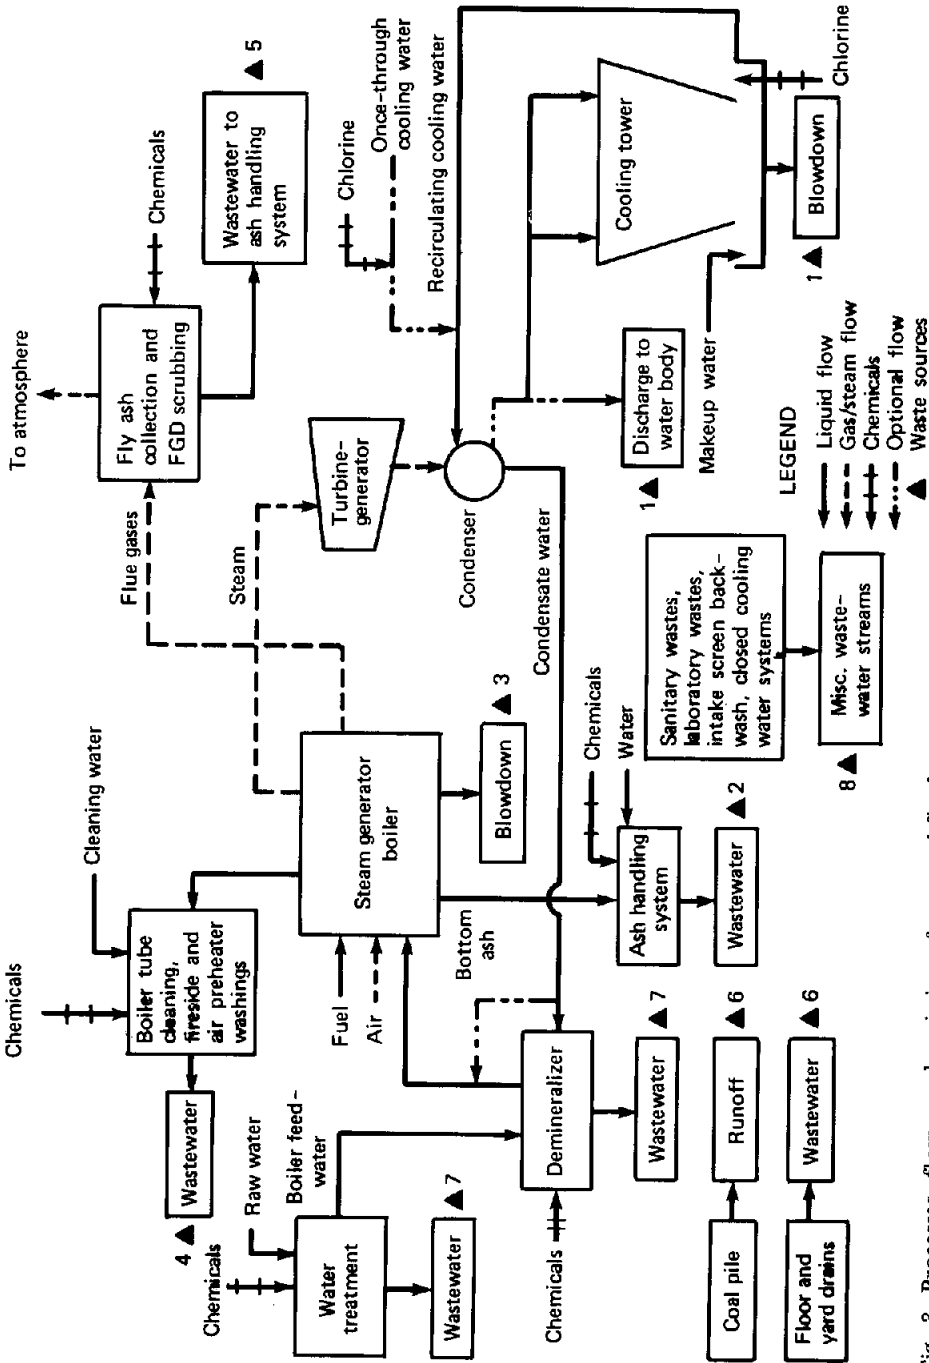 Chemicals
Cleaning water
Boiler tube
cleaning,
fireside and
air preheater
washings
Wastewater
4
To atmosphere
Flue gases
Fly ash
collection and
FGD scrubbing
Chemicals
Wastewater to
ash handling
system
5
Steam
Turbine-
generator
Condenser
Condensate water
Chlorine
Once-through
cooling water
Recirculating cooling water
Cooling tower
Makeup water
Chlorine
Blowdown
1
Discharge to
water body
1
Steam generator
boiler
Fuel
Air
Blowdown
3
Bottom
ash
Chemicals
Water
Ash handling
system
Wastewater
2
Raw water
Chemicals
Water
treatment
Boiler feed-
water
Wastewater
7
Chemicals
Demineralizer
Wastewater
7
Coal pile
Runoff
6
Floor and
yard drains
Wastewater
6
Sanitary wastes,
laboratory wastes,
intake screen back-
wash, closed cooling
water systems
Misc. waste-
water streams
8
LEGEND
Liquid flow
Gas/steam flow
Chemicals
Optional flow
Waste sources